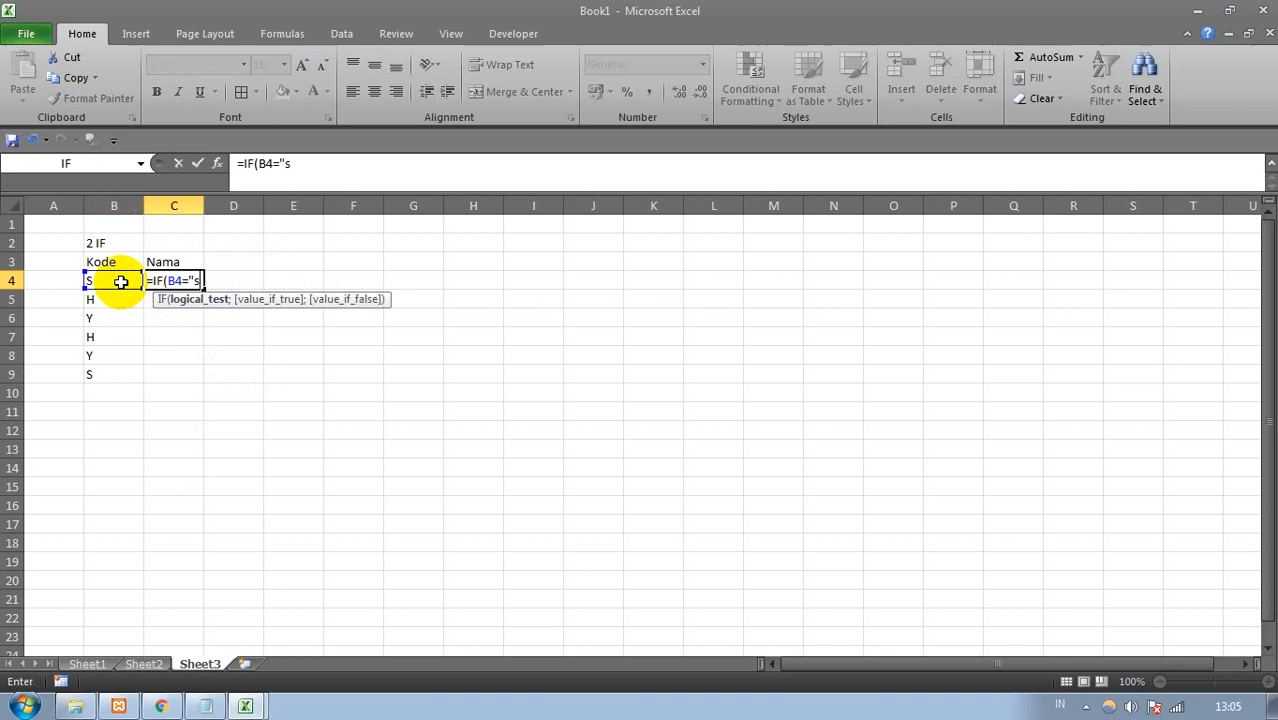 Book1 - Microsoft Excel
File Home Insert Page Layout Formulas Data Review View Developer
Cut
Copy
Format Painter
Paste
Clipboard
11
B I U
A A
Font
Wrap Text
Merge & Center
Alignment
General
%
Number
Conditional Formatting
Format as Table
Cell Styles
Styles
Insert Delete Format
Cells
AutoSum
Fill
Clear
Sort & Filter
Find & Select
Editing
IF fx =IF(B4="s
A B C D E F G H I J K L M N O P Q R S T U
1
2 2 IF
3 Kode Nama
4 S =IF(B4="s
5 H IF(logical_test; [value_if_true]; [value_if_false])
6 Y
7 H
8 Y
9 S
10
11
12
13
14
15
16
17
18
19
20
21
22
23
24
Sheet1 Sheet2 Sheet3
Enter 100%
IN 13:05